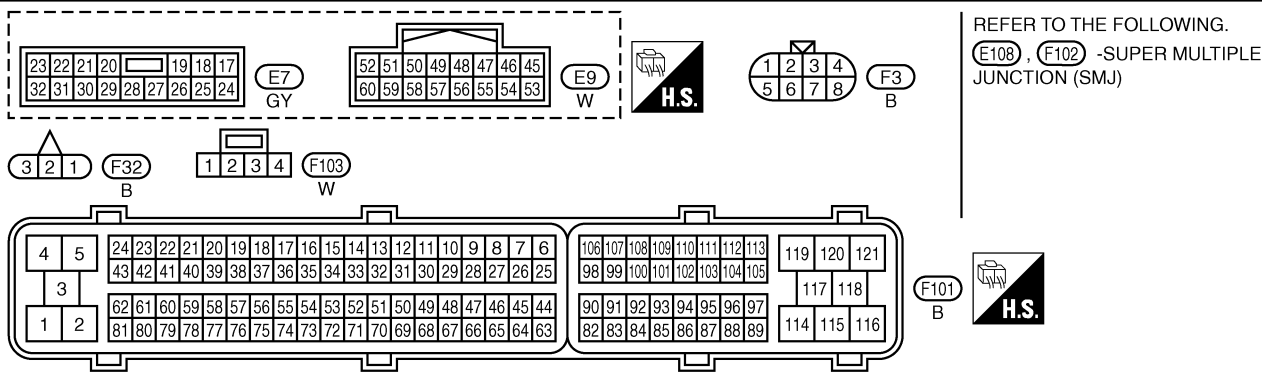 REFER TO THE FOLLOWING.
E108 , F102 -SUPER MULTIPLE
JUNCTION (SMJ)
23 22 21 20 19 18 17
32 31 30 29 28 27 26 25 24
E7
GY
52 51 50 49 48 47 46 45
60 59 58 57 56 55 54 53
E9
W
H.S.
1 2 3 4
5 6 7 8
F3
B
3 2 1
F32
B
1 2 3 4
F103
W
4 5
3
1 2
24 23 22 21 20 19 18 17 16 15 14 13 12 11 10 9 8 7 6
43 42 41 40 39 38 37 36 35 34 33 32 31 30 29 28 27 26 25
62 61 60 59 58 57 56 55 54 53 52 51 50 49 48 47 46 45 44
81 80 79 78 77 76 75 74 73 72 71 70 69 68 67 66 65 64 63
106 107 108 109 110 111 112 113
98 99 100 101 102 103 104 105
90 91 92 93 94 95 96 97
82 83 84 85 86 87 88 89
119 120 121
117 118
114 115 116
F101
B
H.S.